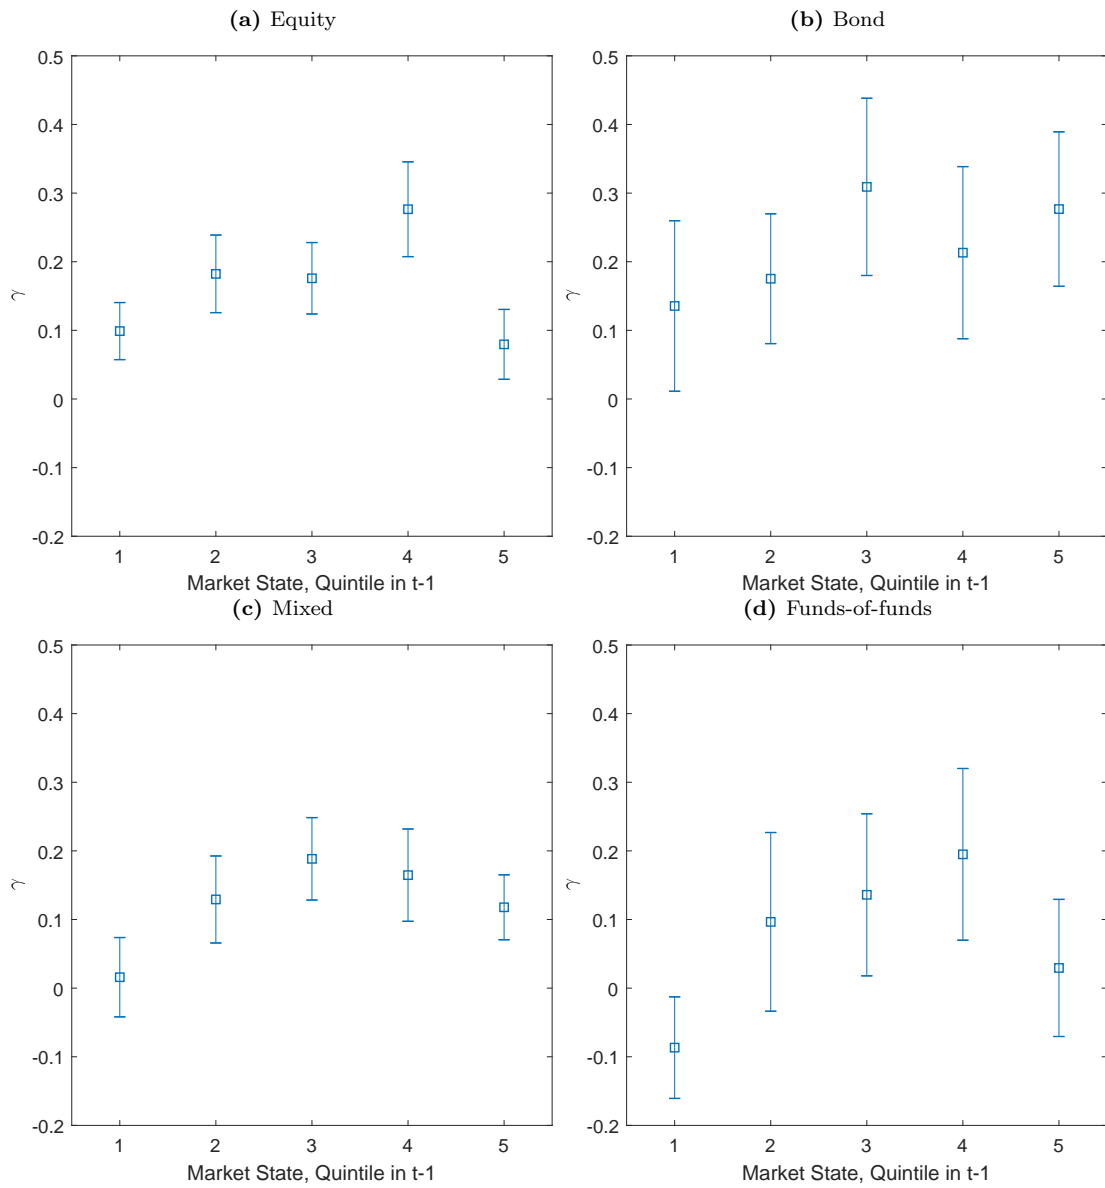 (a) Equity
0.5
0.4
0.3
0.2
0.1
0
-0.1
-0.2
γ
1 2 3 4 5
Market State, Quintile in t-1
(b) Bond
0.5
0.4
0.3
0.2
0.1
0
-0.1
-0.2
γ
1 2 3 4 5
Market State, Quintile in t-1
(c) Mixed
0.5
0.4
0.3
0.2
0.1
0
-0.1
-0.2
γ
1 2 3 4 5
Market State, Quintile in t-1
(d) Funds-of-funds
0.5
0.4
0.3
0.2
0.1
0
-0.1
-0.2
γ
1 2 3 4 5
Market State, Quintile in t-1